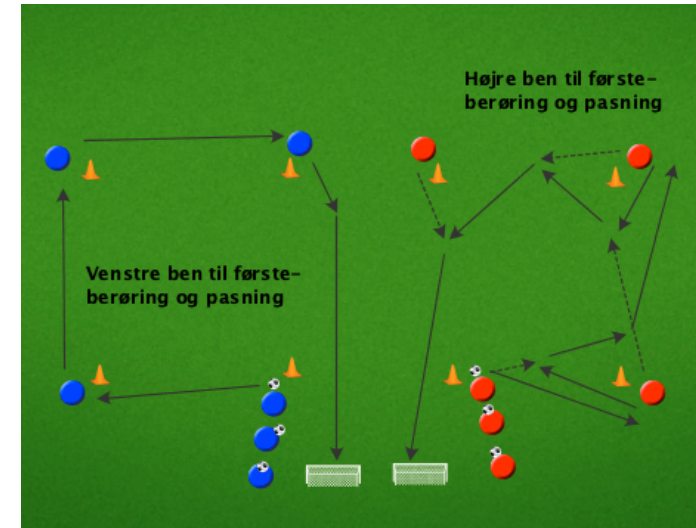 Højre ben til første-
berøring og pasning
Venstre ben til første-
berøring og pasning